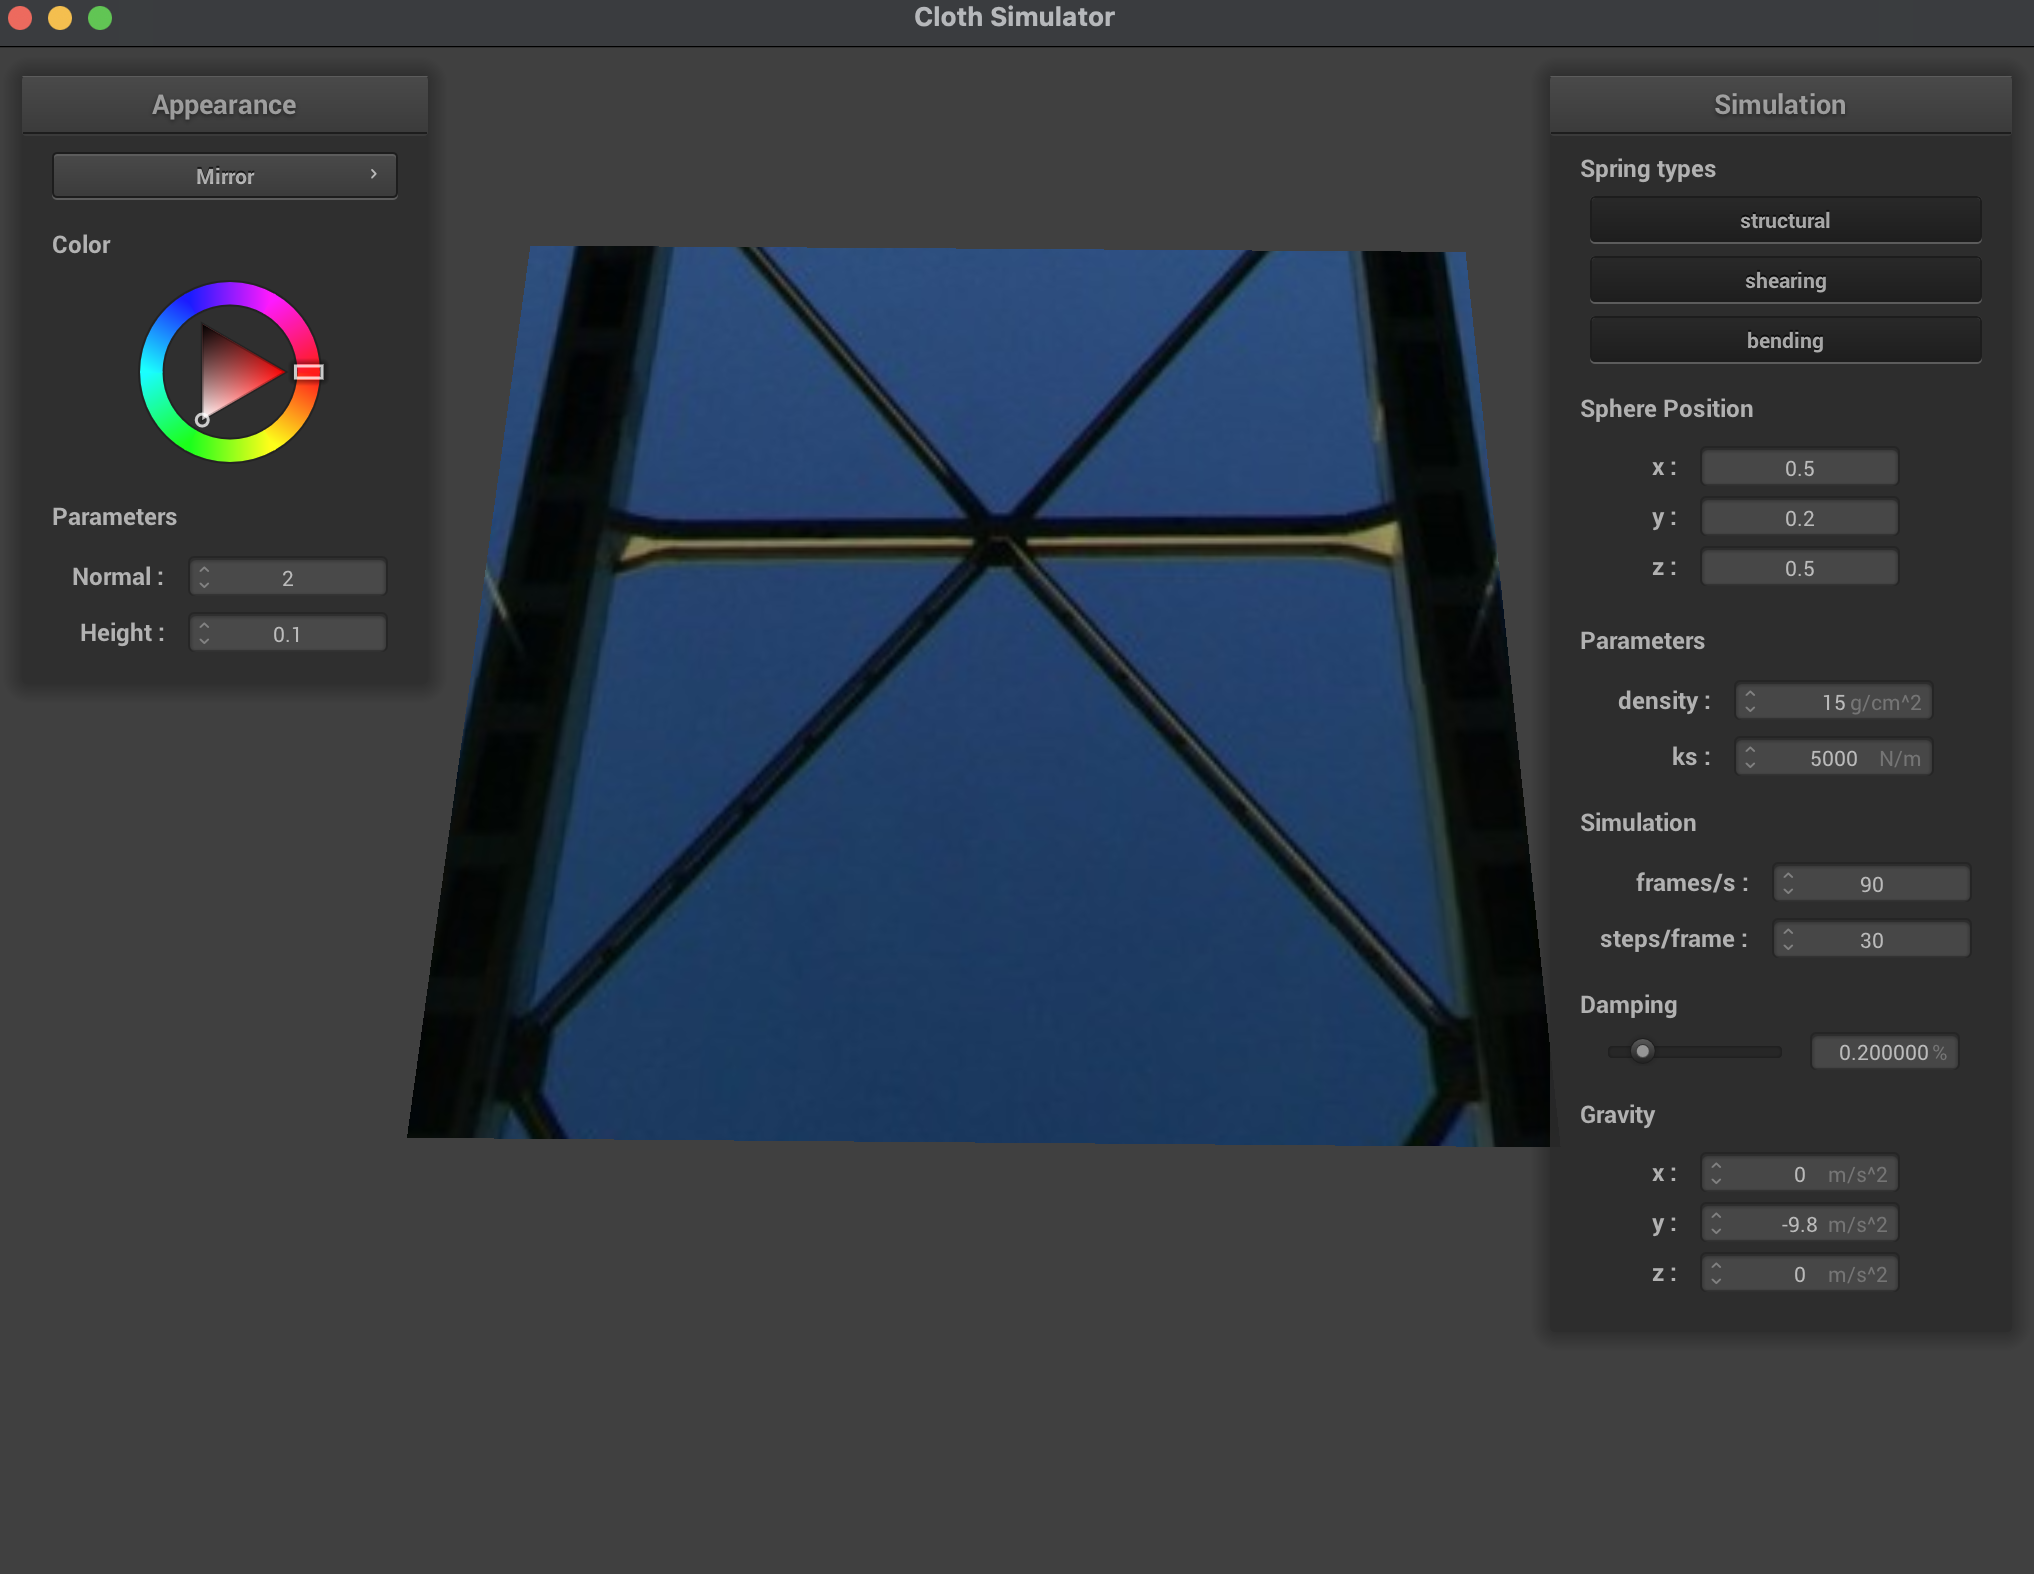 Cloth Simulator
Appearance
Mirror
Color
Parameters
Normal : 2
Height : 0.1
Simulation
Spring types
structural
shearing
bending
Sphere Position
x : 0.5
y : 0.2
z : 0.5
Parameters
density : 15 g/cm^2
ks : 5000 N/m
Simulation
frames/s : 90
steps/frame : 30
Damping
0.200000 %
Gravity
x : 0 m/s^2
y : -9.8 m/s^2
z : 0 m/s^2